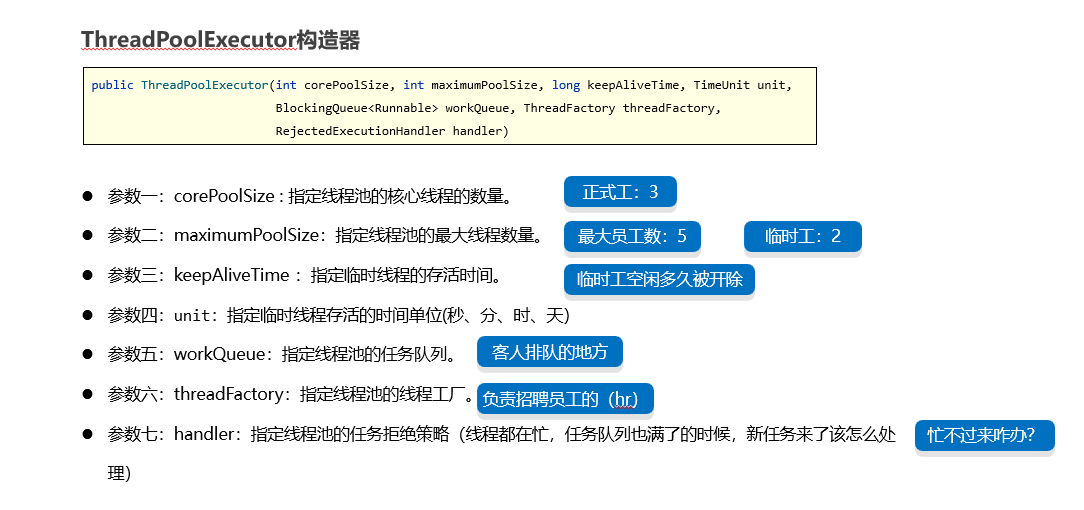 ThreadPoolExecutor构造器
public ThreadPoolExecutor(int corePoolSize, int maximumPoolSize, long keepAliveTime, TimeUnit unit,
BlockingQueue<Runnable> workQueue, ThreadFactory threadFactory,
RejectedExecutionHandler handler)
● 参数一：corePoolSize : 指定线程池的核心线程的数量。 正式工：3
● 参数二：maximumPoolSize：指定线程池的最大线程数量。 最大员工数：5 临时工：2
● 参数三：keepAliveTime ：指定临时线程的存活时间。 临时工空闲多久被开除
● 参数四：unit：指定临时线程存活的时间单位(秒、分、时、天）
● 参数五：workQueue：指定线程池的任务队列。 客人排队的地方
● 参数六：threadFactory：指定线程池的线程工厂。 负责招聘员工的（hr）
● 参数七：handler：指定线程池的任务拒绝策略（线程都在忙，任务队列也满了的时候，新任务来了该怎么处 忙不过来咋办？
理）